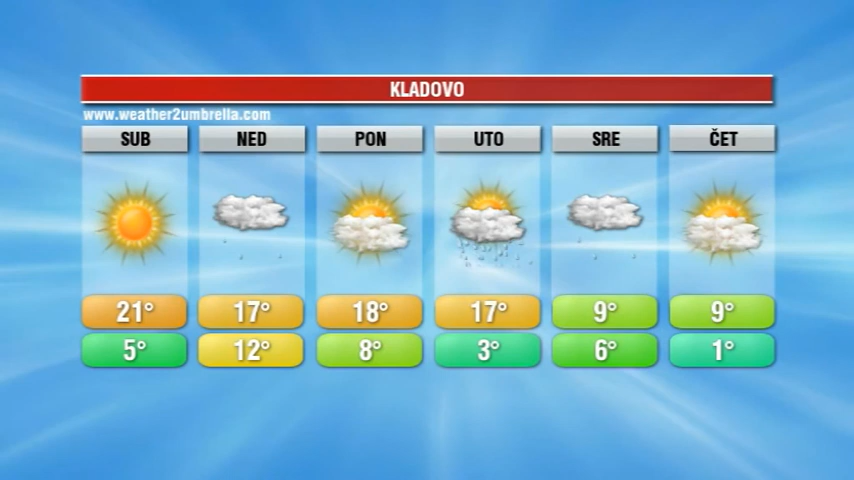 KLADOVO
www.weather2umbrella.com
SUB NED PON UTO SRE ČET
21° 17° 18° 17° 9° 9°
5° 12° 8° 3° 6° 1°